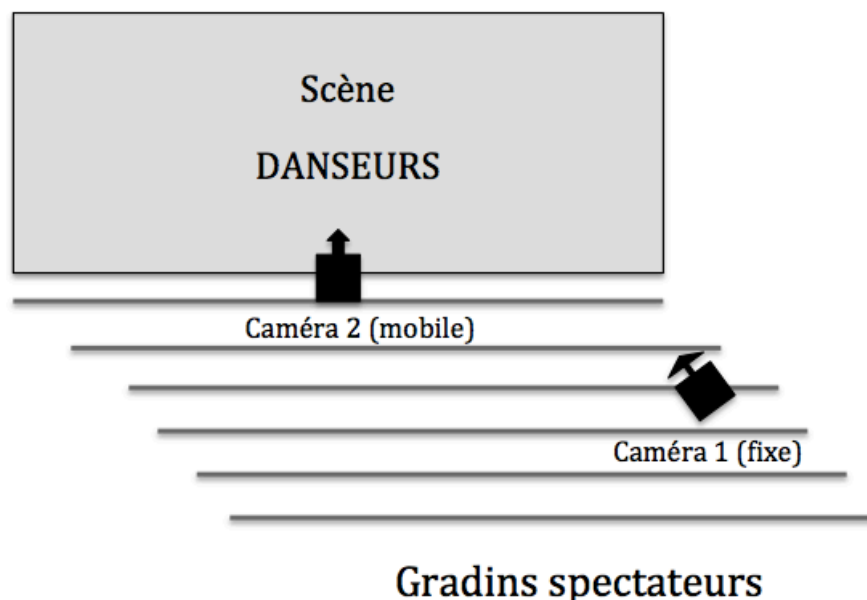 Scène
DANSEURS
Caméra 2 (mobile)
Caméra 1 (fixe)
Gradins spectateurs